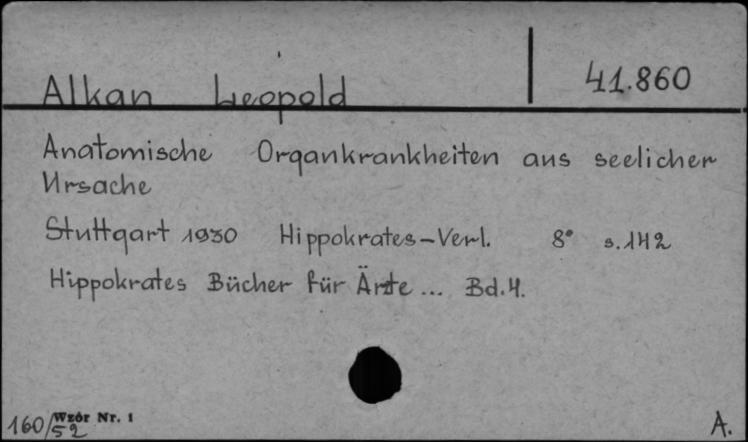 Alkan Leopold 41.860
Anatomische Organkrankheiten aus seelicher
Ursache
Stuttgart 1930 Hippokrates-Verl. 8° s.142
Hippokrates Bücher für Ärzte... Bd.4.
160/52 Wzór Nr. 1 A.